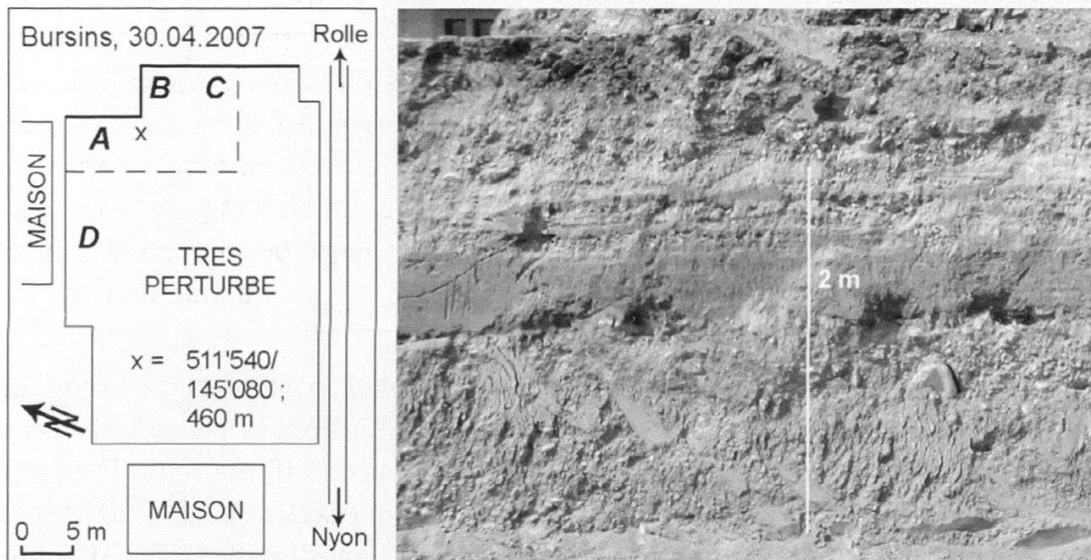 Bursins, 30.04.2007
Rolle
B C
A
x
MAISON
D
TRES
PERTURBE
x = 511'540/
145'080 ;
460 m
N
MAISON
0 5 m
Nyon
2 m